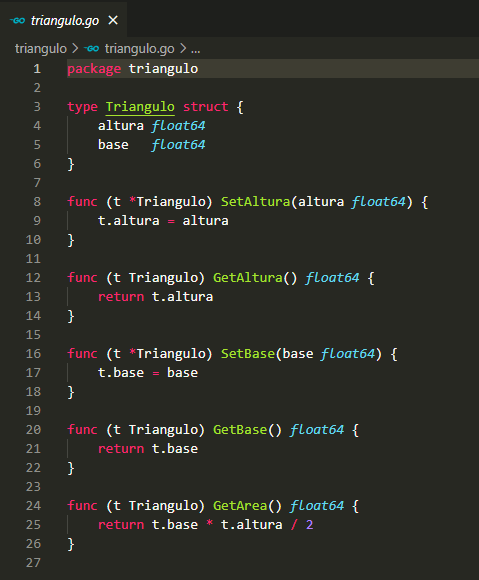 triangulo.go
triangulo > triangulo.go > ...
1 package triangulo
2
3 type Triangulo struct {
4     altura float64
5     base   float64
6 }
7
8 func (t *Triangulo) SetAltura(altura float64) {
9     t.altura = altura
10 }
11
12 func (t Triangulo) GetAltura() float64 {
13     return t.altura
14 }
15
16 func (t *Triangulo) SetBase(base float64) {
17     t.base = base
18 }
19
20 func (t Triangulo) GetBase() float64 {
21     return t.base
22 }
23
24 func (t Triangulo) GetArea() float64 {
25     return t.base * t.altura / 2
26 }
27